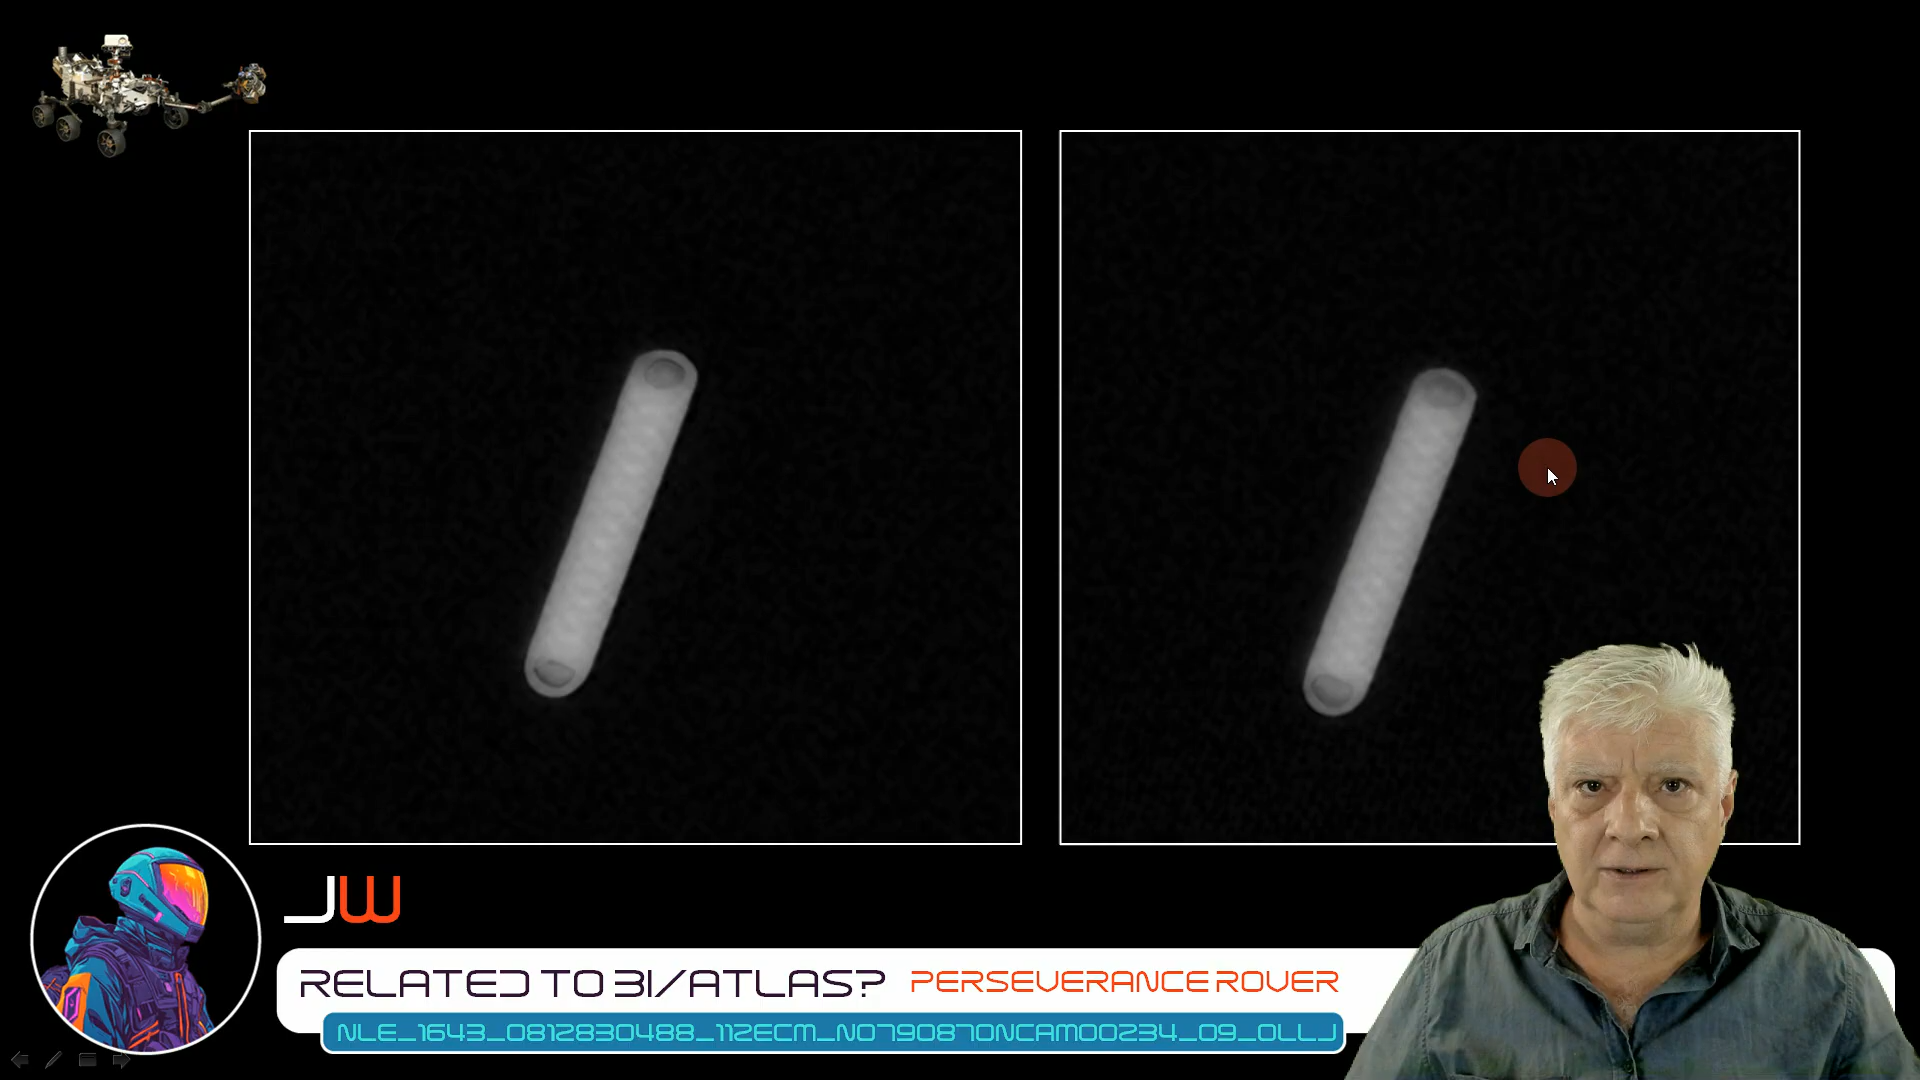 JW
RELATED TO 3I/ATLAS? PERSEVERANCE ROVER
NLE_1643_0812830488_112ECM_N0790870NCAM00234_09_0LLJ